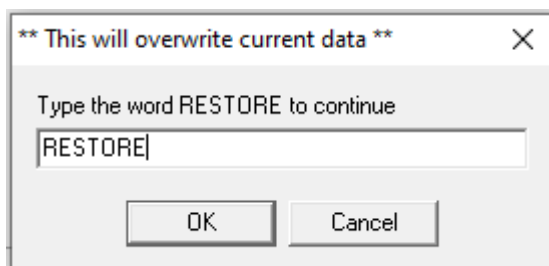 ** This will overwrite current data **
Type the word RESTORE to continue
RESTORE
OK Cancel